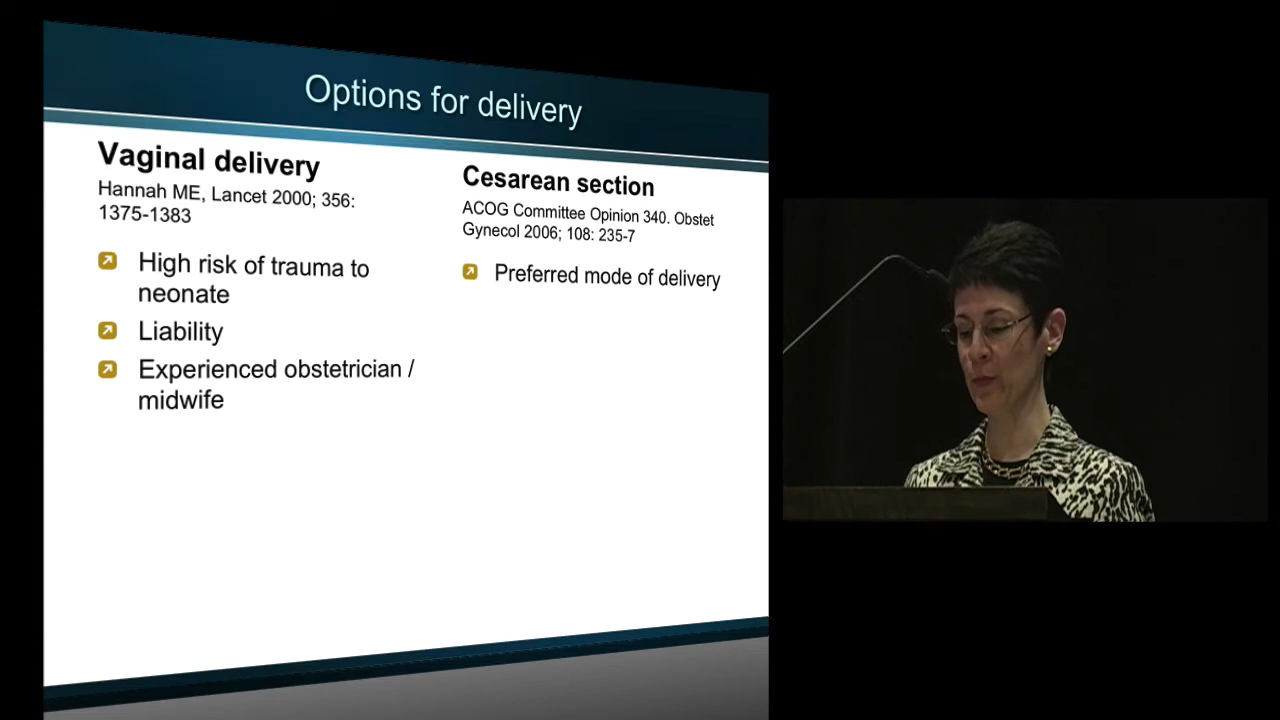 Options for delivery
Vaginal delivery
Hannah ME, Lancet 2000; 356:
1375-1383
High risk of trauma to
neonate
Liability
Experienced obstetrician /
midwife
Cesarean section
ACOG Committee Opinion 340. Obstet
Gynecol 2006; 108: 235-7
Preferred mode of delivery